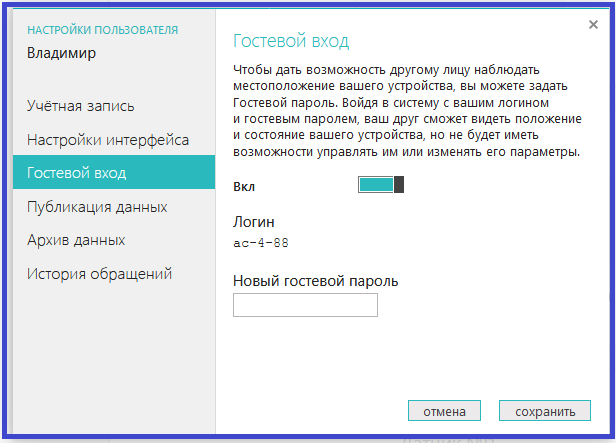 НАСТРОЙКИ ПОЛЬЗОВАТЕЛЯ
Владимир
Учётная запись
Настройки интерфейса
Гостевой вход
Публикация данных
Архив данных
История обращений
Гостевой вход
Чтобы дать возможность другому лицу наблюдать
местоположение вашего устройства, вы можете задать
Гостевой пароль. Войдя в систему с вашим логином
и гостевым паролем, ваш друг сможет видеть положение
и состояние вашего устройства, но не будет иметь
возможности управлять им или изменять его параметры.
Вкл
Логин
ac-4-88
Новый гостевой пароль
отмена
сохранить